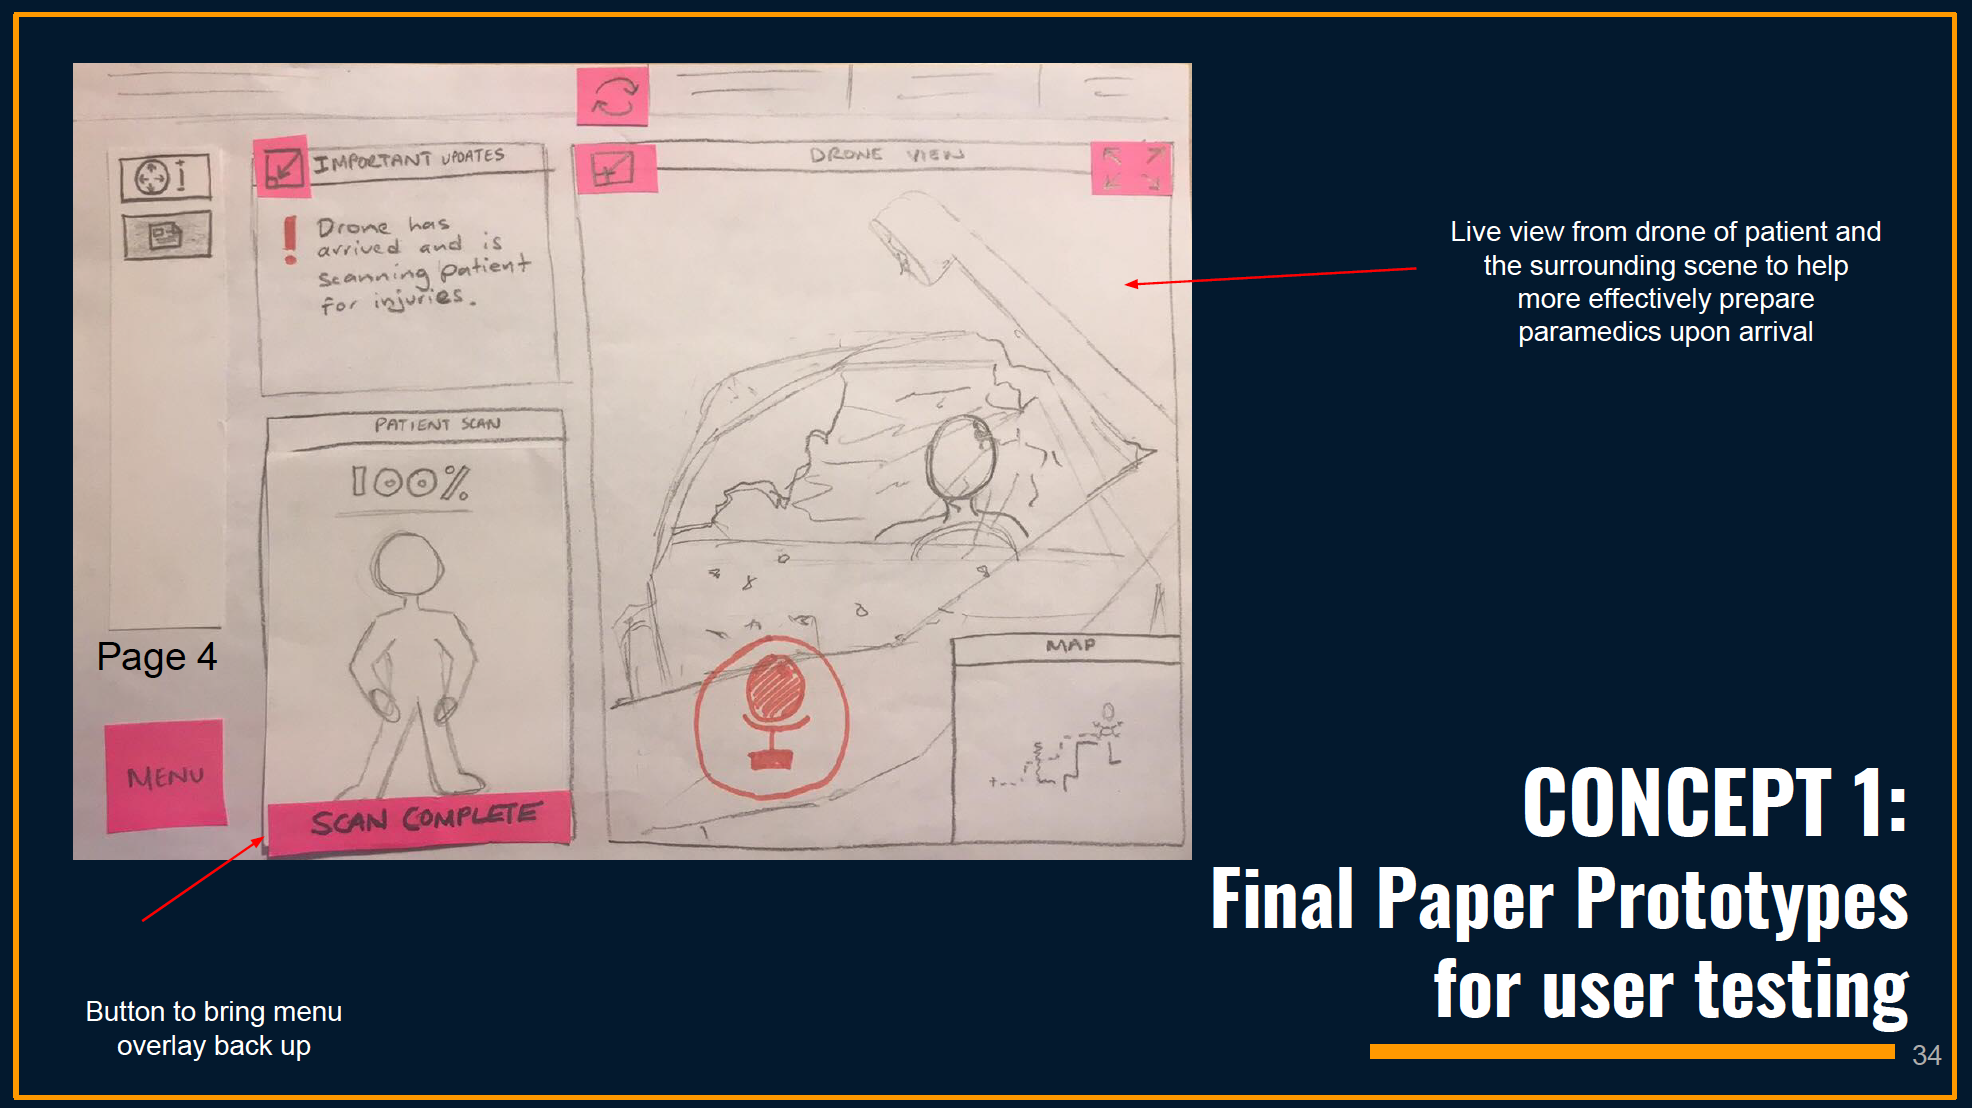 IMPORTANT UPDATES
! Drone has
arrived and is
scanning patient
for injuries.
DRONE VIEW
PATIENT SCAN
100%
SCAN COMPLETE
MAP
Page 4
MENU
Live view from drone of patient and
the surrounding scene to help
more effectively prepare
paramedics upon arrival
Button to bring menu
overlay back up
CONCEPT 1:
Final Paper Prototypes
for user testing
34